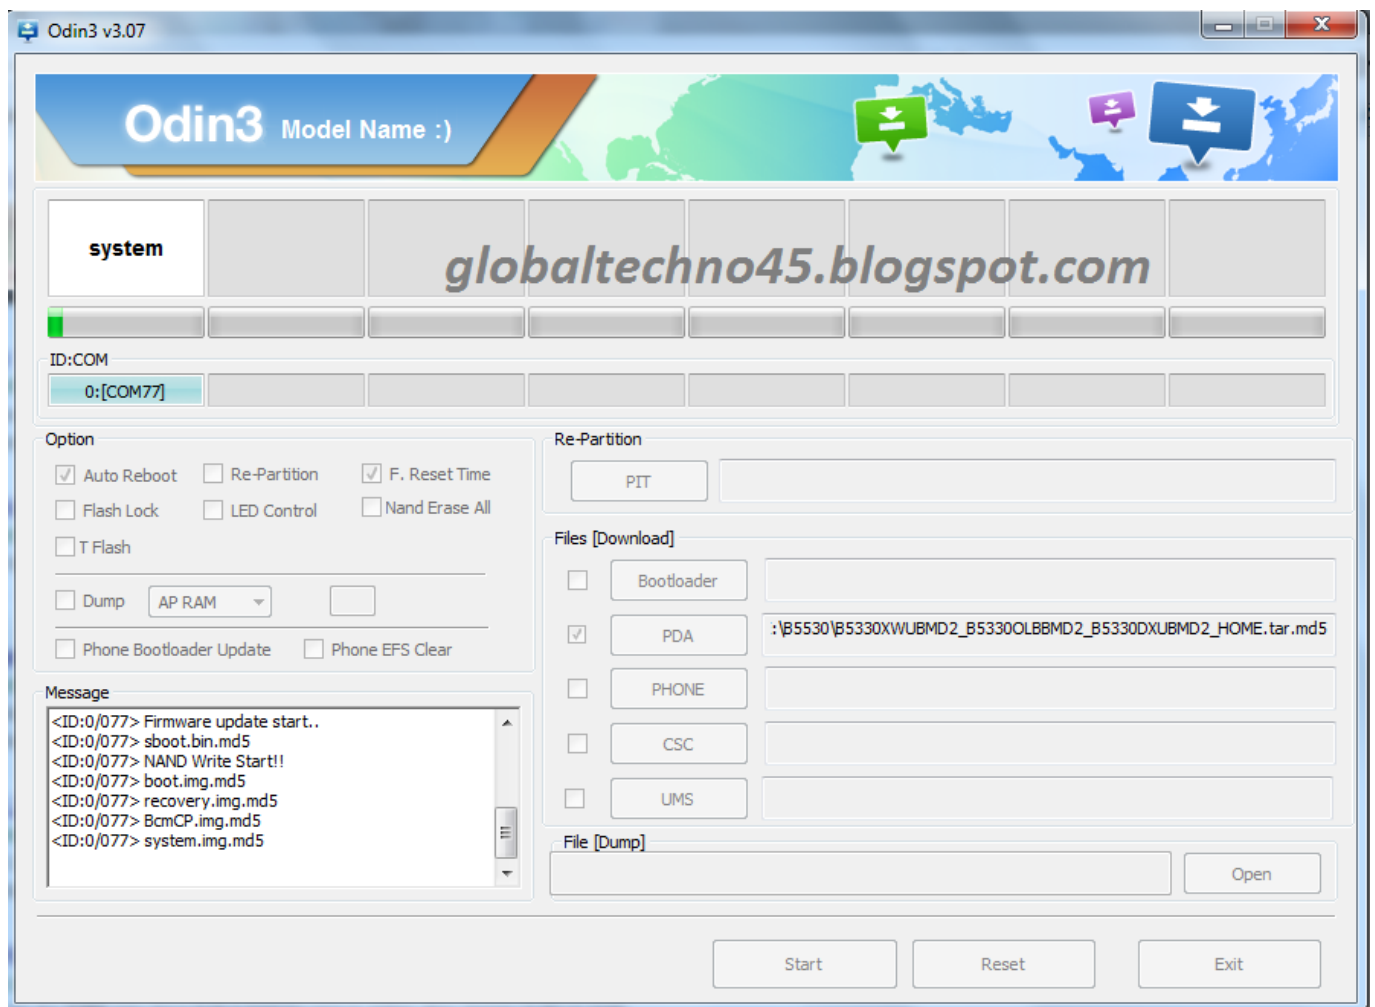 Odin3 v3.07
Odin3 Model Name :)
system
globaltechno45.blogspot.com
ID:COM
0:[COM77]
Option
Auto Reboot Re-Partition F. Reset Time
Flash Lock LED Control Nand Erase All
T Flash
Dump AP RAM
Phone Bootloader Update Phone EFS Clear
Message
<ID:0/077> Firmware update start..
<ID:0/077> sboot.bin.md5
<ID:0/077> NAND Write Start!!
<ID:0/077> boot.img.md5
<ID:0/077> recovery.img.md5
<ID:0/077> BcmCP.img.md5
<ID:0/077> system.img.md5
Re-Partition
PIT
Files [Download]
Bootloader
PDA :\B5530\B5330XWUBMD2_B5330OLBBMD2_B5330DXUBMD2_HOME.tar.md5
PHONE
CSC
UMS
File [Dump]
Open
Start Reset Exit